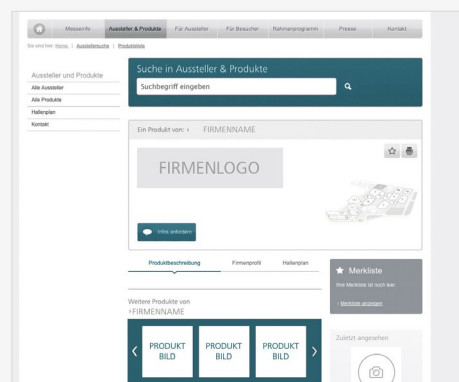 Messeinfo Aussteller & Produkte Für Aussteller Für Besucher Rahmenprogramm Presse Kontakt
Sie sind hier: Home | Ausstellersuche | Produktdetails
Aussteller und Produkte
Alle Aussteller
Alle Produkte
Hallenplan
Kontakt
Suche in Aussteller & Produkte
Suchbegriff eingeben
Ein Produkt von: › FIRMENNAME
FIRMENLOGO
Infos anfordern
Produktbeschreibung Firmenprofil Hallenplan
Merkliste
Ihre Merkliste ist noch leer.
› Merkliste anzeigen
Weitere Produkte von
›FIRMENNAME
PRODUKT BILD
PRODUKT BILD
PRODUKT BILD
Zuletzt angesehen